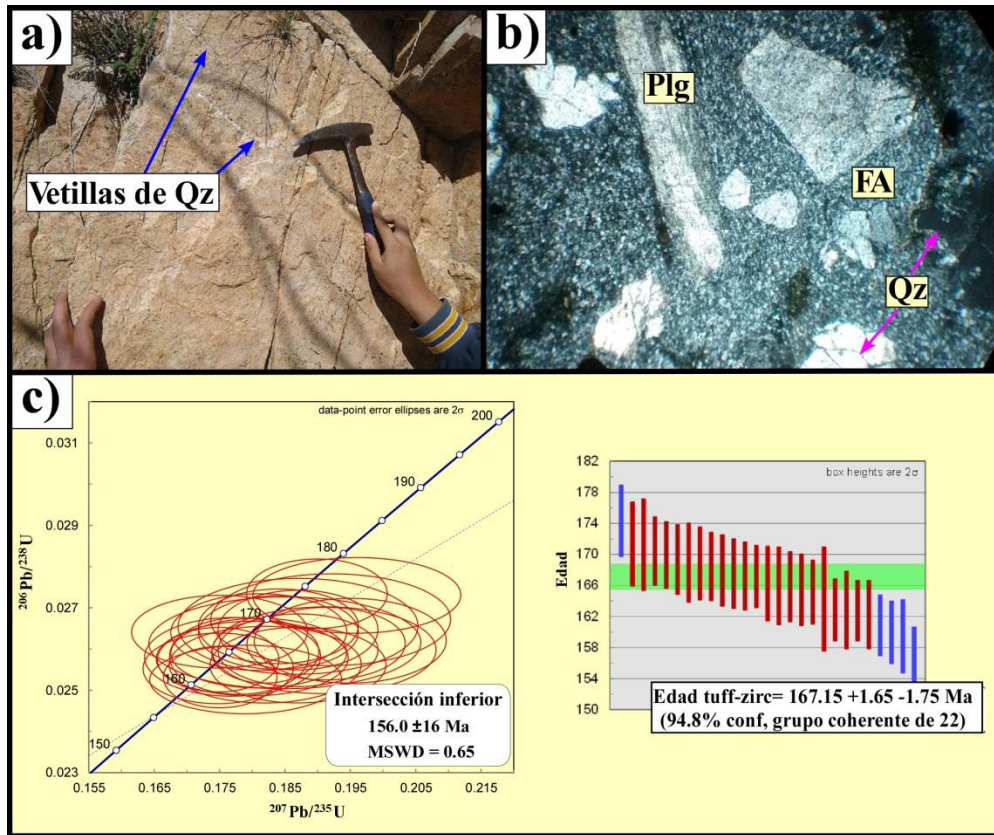 a)
Vetillas de Qz
b)
Plg
FA
Qz
c)
data-point error ellipses are 2σ
200
190
180
170
160
150
0.031
0.029
0.027
0.025
0.023
0.155
0.165
0.175
0.185
0.195
0.205
0.215
206Pb/238U
207Pb/235U
Intersección inferior
156.0 ±16 Ma
MSWD = 0.65
box heights are 2σ
182
178
174
170
166
162
158
154
150
Edad
Edad tuff-zirc= 167.15 +1.65 -1.75 Ma
(94.8% conf, grupo coherente de 22)